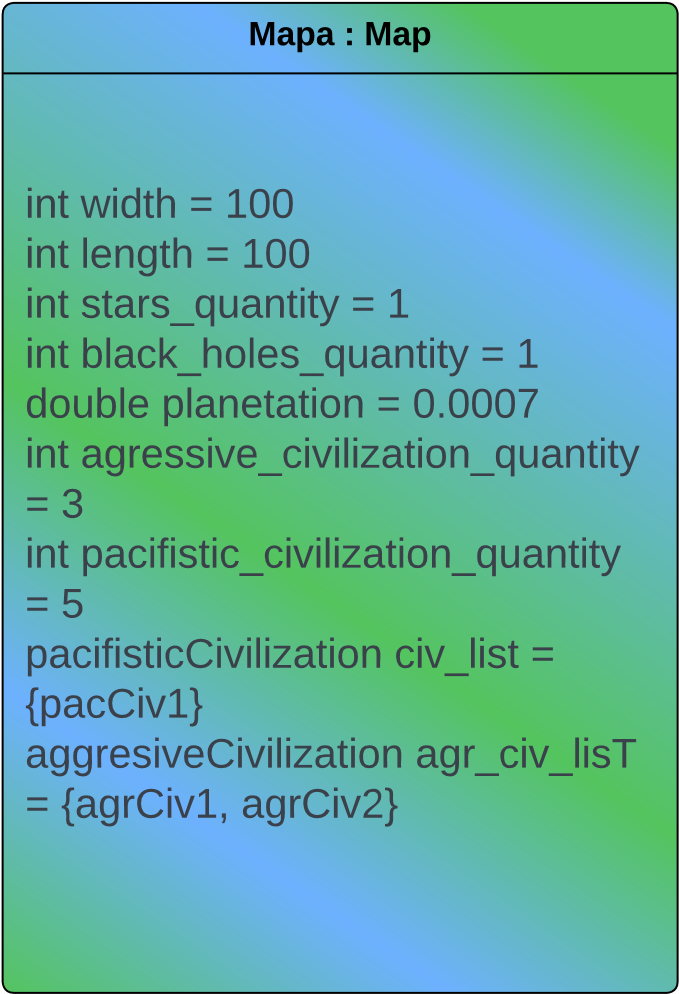 Mapa : Map
int width = 100
int length = 100
int stars_quantity = 1
int black_holes_quantity = 1
double planetation = 0.0007
int agressive_civilization_quantity
= 3
int pacifistic_civilization_quantity
= 5
pacifisticCivilization civ_list =
{pacCiv1}
aggresiveCivilization agr_civ_lisT
= {agrCiv1, agrCiv2}